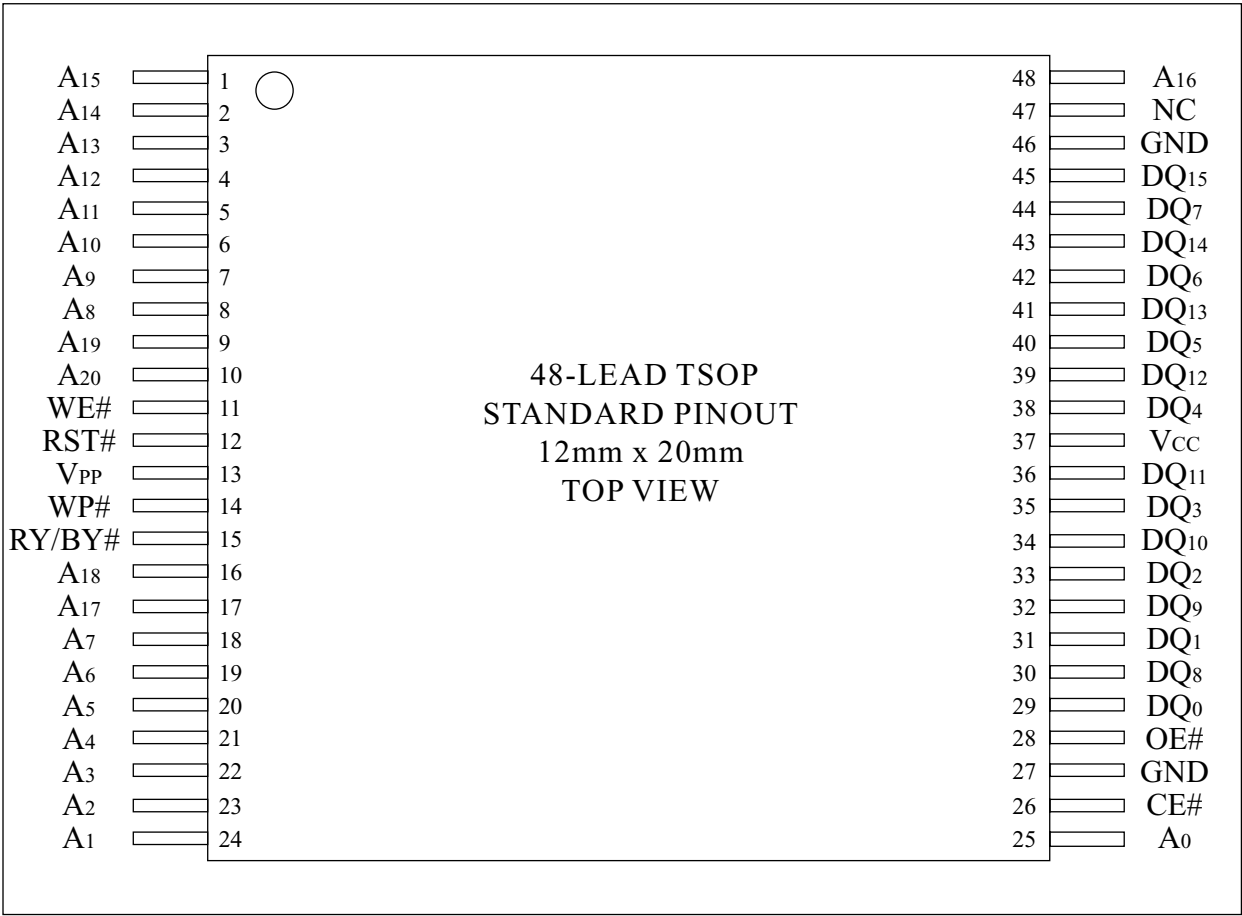 A15 1 48 A16
A14 2 47 NC
A13 3 46 GND
A12 4 45 DQ15
A11 5 44 DQ7
A10 6 43 DQ14
A9 7 42 DQ6
A8 8 41 DQ13
A19 9 40 DQ5
A20 10 39 DQ12
WE# 11 38 DQ4
RST# 12 37 VCC
VPP 13 36 DQ11
WP# 14 35 DQ3
RY/BY# 15 34 DQ10
A18 16 33 DQ2
A17 17 32 DQ9
A7 18 31 DQ1
A6 19 30 DQ8
A5 20 29 DQ0
A4 21 28 OE#
A3 22 27 GND
A2 23 26 CE#
A1 24 25 A0
48-LEAD TSOP
STANDARD PINOUT
12mm x 20mm
TOP VIEW